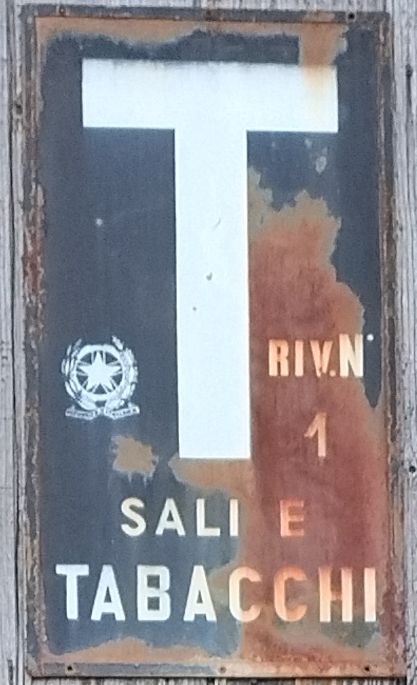 T
RIV. N°
1
SALI E
TABACCHI